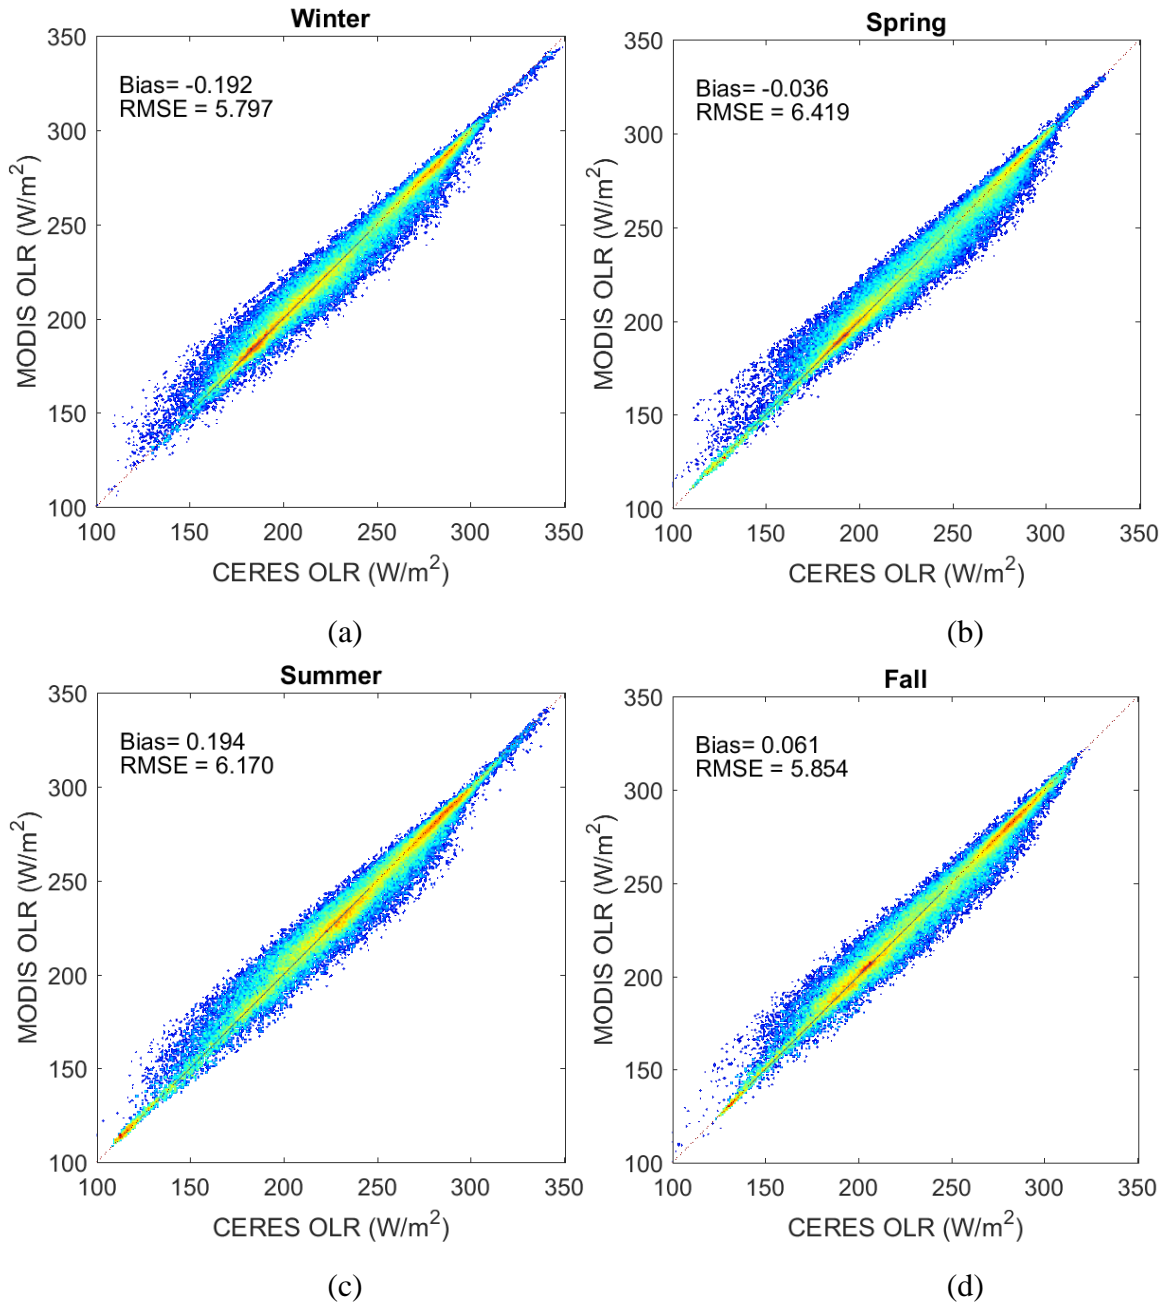 Winter
Bias= -0.192
RMSE = 5.797
350
300
250
200
150
100
MODIS OLR (W/m²)
100 150 200 250 300 350
CERES OLR (W/m²)
(a)
Spring
Bias= -0.036
RMSE = 6.419
350
300
250
200
150
100
MODIS OLR (W/m²)
100 150 200 250 300 350
CERES OLR (W/m²)
(b)
Summer
Bias= 0.194
RMSE = 6.170
350
300
250
200
150
100
MODIS OLR (W/m²)
100 150 200 250 300 350
CERES OLR (W/m²)
(c)
Fall
Bias= 0.061
RMSE = 5.854
350
300
250
200
150
100
MODIS OLR (W/m²)
100 150 200 250 300 350
CERES OLR (W/m²)
(d)